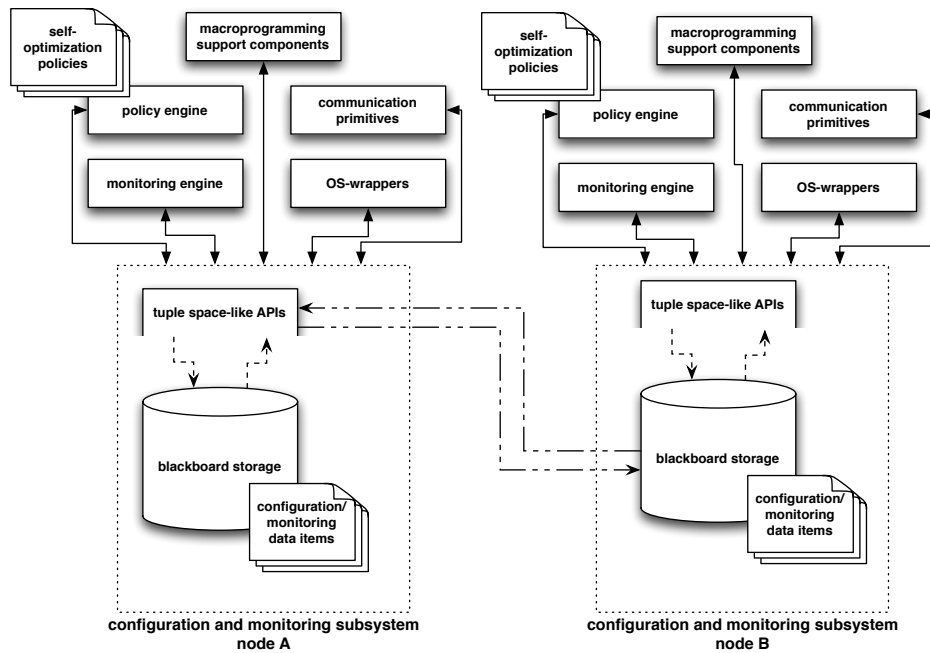 self-
optimization
policies
macroprogramming
support components
policy engine
communication
primitives
monitoring engine
OS-wrappers
tuple space-like APIs
blackboard storage
configuration/
monitoring
data items
configuration and monitoring subsystem
node A
self-
optimization
policies
macroprogramming
support components
policy engine
communication
primitives
monitoring engine
OS-wrappers
tuple space-like APIs
blackboard storage
configuration/
monitoring
data items
configuration and monitoring subsystem
node B